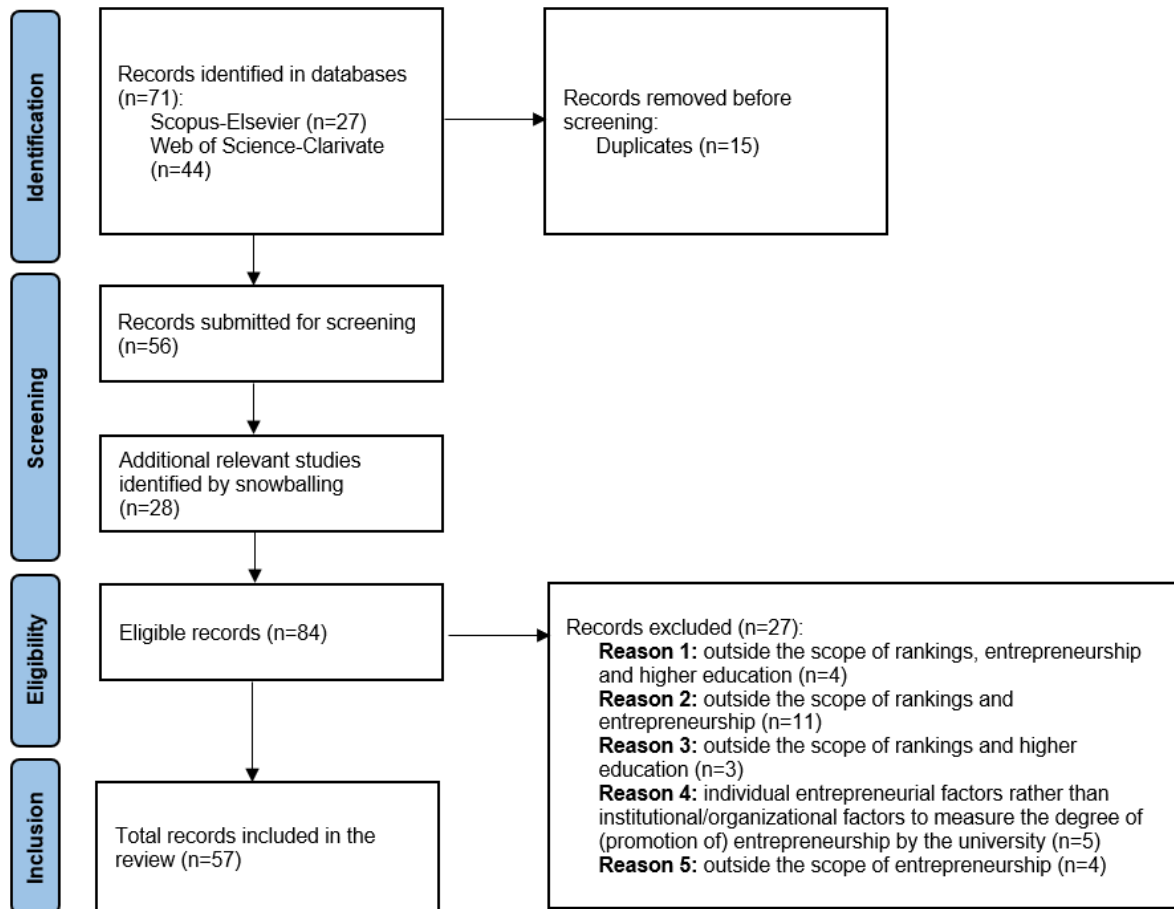 Identification
Records identified in databases
(n=71):
Scopus-Elsevier (n=27)
Web of Science-Clarivate
(n=44)
Records removed before
screening:
Duplicates (n=15)
Screening
Records submitted for screening
(n=56)
Additional relevant studies
identified by snowballing
(n=28)
Eligibility
Eligible records (n=84)
Records excluded (n=27):
Reason 1: outside the scope of rankings, entrepreneurship
and higher education (n=4)
Reason 2: outside the scope of rankings and
entrepreneurship (n=11)
Reason 3: outside the scope of rankings and higher
education (n=3)
Reason 4: individual entrepreneurial factors rather than
institutional/organizational factors to measure the degree of
(promotion of) entrepreneurship by the university (n=5)
Reason 5: outside the scope of entrepreneurship (n=4)
Inclusion
Total records included in the
review (n=57)